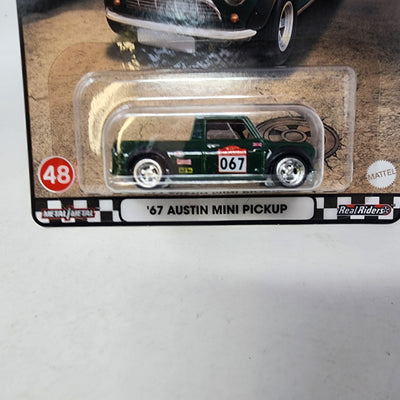 067
48
MATTEL
METAL/METAL
'67 AUSTIN MINI PICKUP
Real Riders